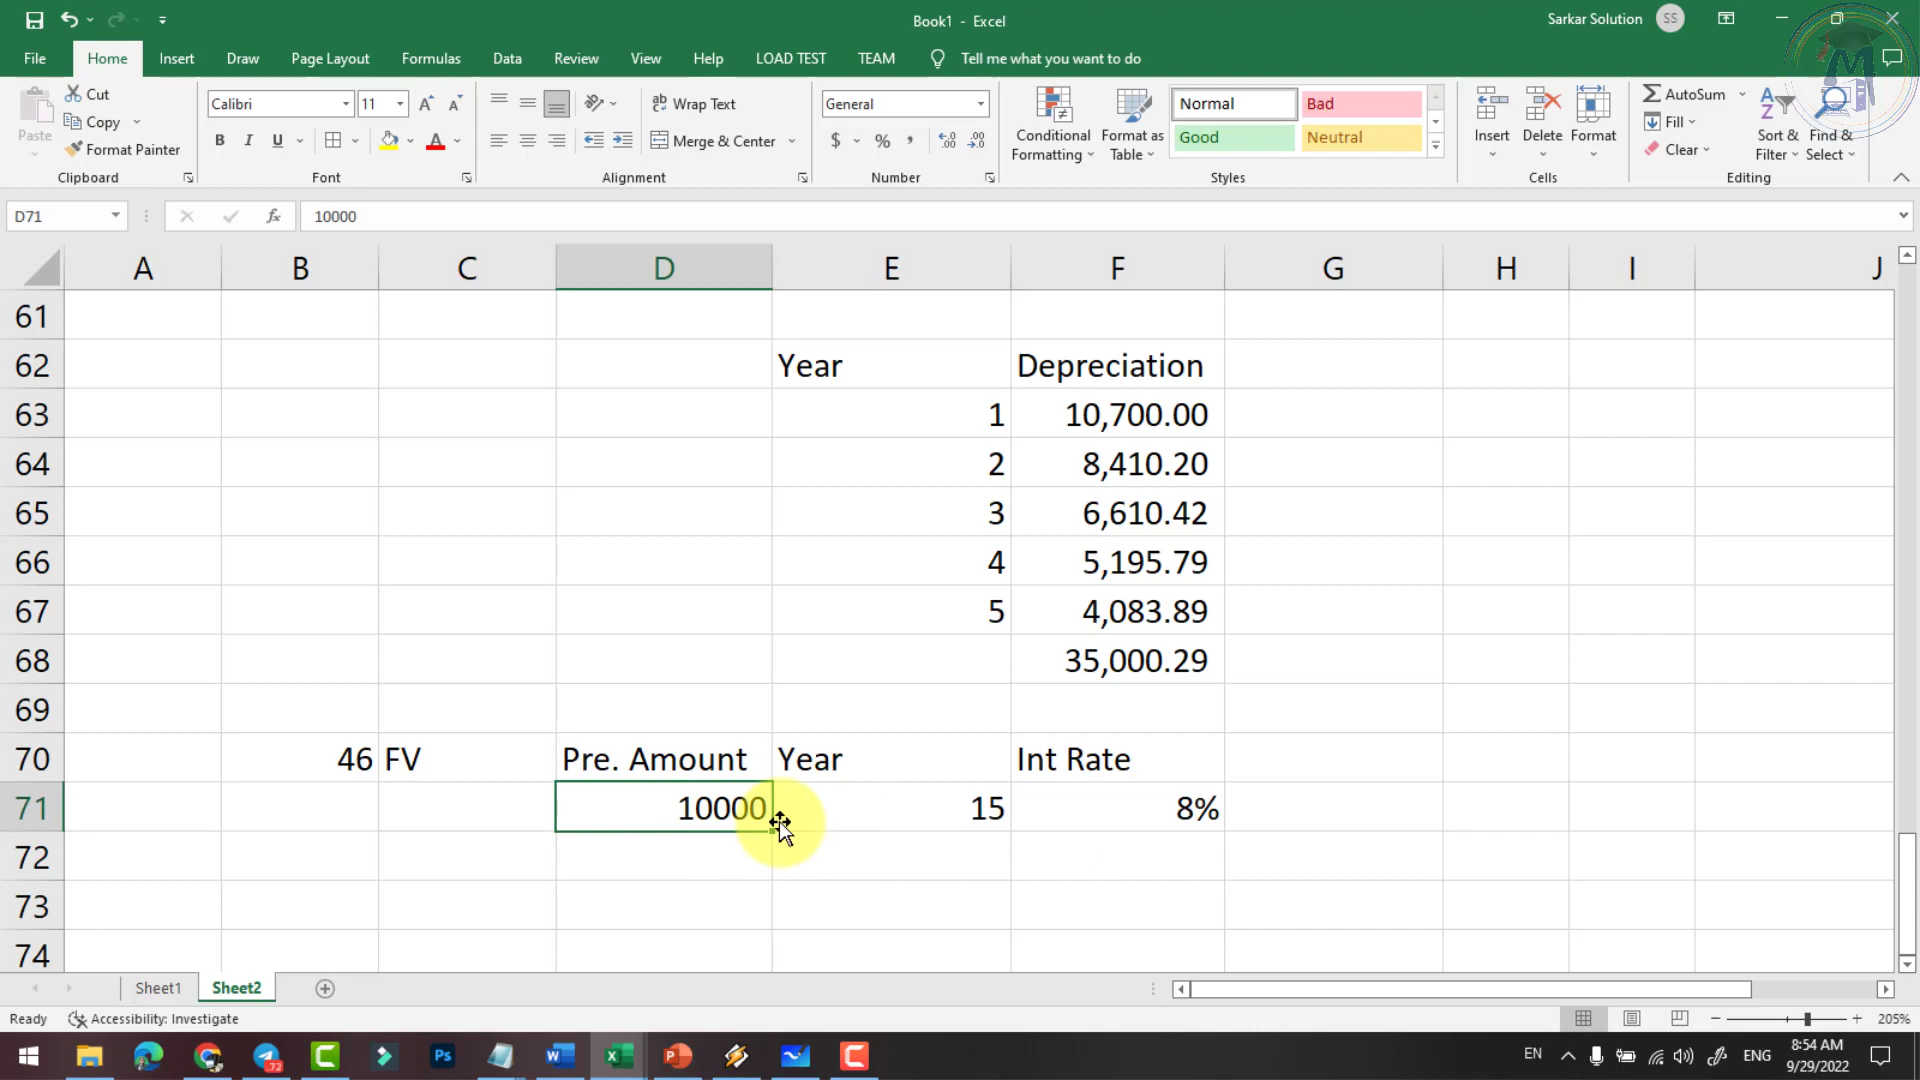 Book1 - Excel
Sarkar Solution SS
File Home Insert Draw Page Layout Formulas Data Review View Help LOAD TEST TEAM Tell me what you want to do
Paste
Cut
Copy
Format Painter
Clipboard
Calibri 11
B I U
Font
Wrap Text
Merge & Center
Alignment
General
$ % ,
Number
Conditional Formatting
Format as Table
Normal Bad
Good Neutral
Styles
Insert Delete Format
Cells
AutoSum
Fill
Clear
Sort & Filter
Find & Select
Editing
D71 fx 10000
A B C D E F G H I J
61
62 Year Depreciation
63 1 10,700.00
64 2 8,410.20
65 3 6,610.42
66 4 5,195.79
67 5 4,083.89
68 35,000.29
69
70 46 FV Pre. Amount Year Int Rate
71 10000 15 8%
72
73
74
Sheet1 Sheet2
Ready Accessibility: Investigate 205%
72 Ps EN ENG 8:54 AM
9/29/2022